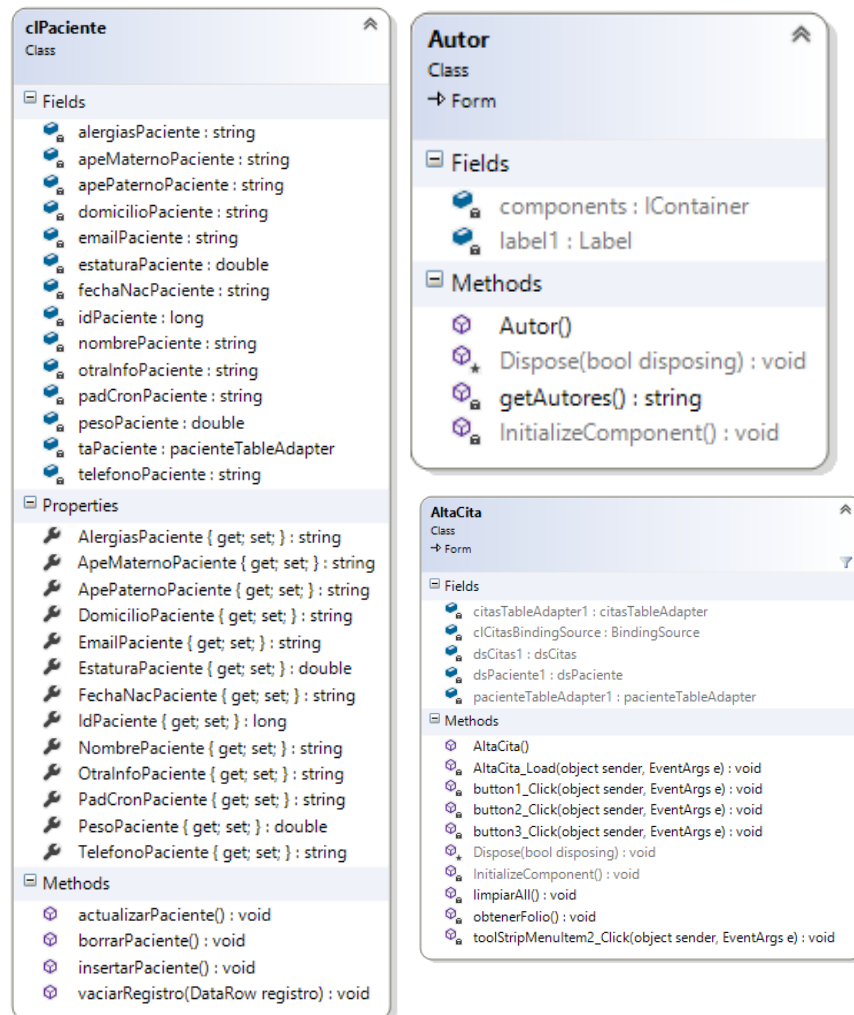 clPaciente
Class
Fields
alergiasPaciente : string
apeMaternoPaciente : string
apePaternoPaciente : string
domicilioPaciente : string
emailPaciente : string
estaturaPaciente : double
fechaNacPaciente : string
idPaciente : long
nombrePaciente : string
otraInfoPaciente : string
padCronPaciente : string
pesoPaciente : double
taPaciente : pacienteTableAdapter
telefonoPaciente : string
Properties
AlergiasPaciente { get; set; } : string
ApeMaternoPaciente { get; set; } : string
ApePaternoPaciente { get; set; } : string
DomicilioPaciente { get; set; } : string
EmailPaciente { get; set; } : string
EstaturaPaciente { get; set; } : double
FechaNacPaciente { get; set; } : string
IdPaciente { get; set; } : long
NombrePaciente { get; set; } : string
OtraInfoPaciente { get; set; } : string
PadCronPaciente { get; set; } : string
PesoPaciente { get; set; } : double
TelefonoPaciente { get; set; } : string
Methods
actualizarPaciente() : void
borrarPaciente() : void
insertarPaciente() : void
vaciarRegistro(DataRow registro) : void
Autor
Class
Form
Fields
components : IContainer
label1 : Label
Methods
Autor()
Dispose(bool disposing) : void
getAutores() : string
InitializeComponent() : void
AltaCita
Class
Form
Fields
citasTableAdapter1 : citasTableAdapter
clCitasBindingSource : BindingSource
dsCitas1 : dsCitas
dsPaciente1 : dsPaciente
pacienteTableAdapter1 : pacienteTableAdapter
Methods
AltaCita()
AltaCita_Load(object sender, EventArgs e) : void
button1_Click(object sender, EventArgs e) : void
button2_Click(object sender, EventArgs e) : void
button3_Click(object sender, EventArgs e) : void
Dispose(bool disposing) : void
InitializeComponent() : void
limpiarAll() : void
obtenerFolio() : void
toolStripMenuItem2_Click(object sender, EventArgs e) : void